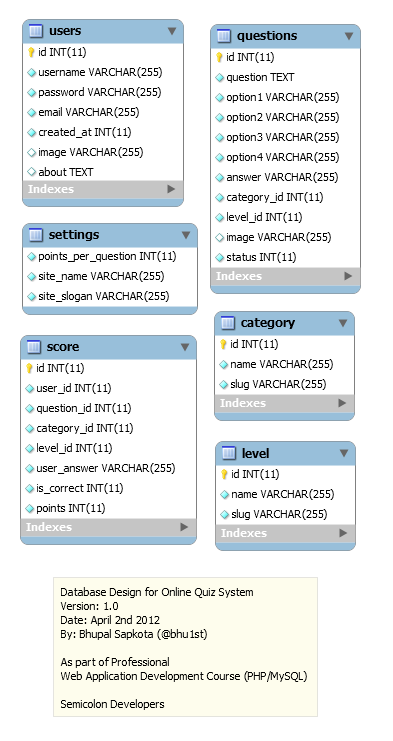 users
id INT(11)
username VARCHAR(255)
password VARCHAR(255)
email VARCHAR(255)
created_at INT(11)
image VARCHAR(255)
about TEXT
Indexes
settings
points_per_question INT(11)
site_name VARCHAR(255)
site_slogan VARCHAR(255)
score
id INT(11)
user_id INT(11)
question_id INT(11)
category_id INT(11)
level_id INT(11)
user_answer VARCHAR(255)
is_correct INT(11)
points INT(11)
Indexes
questions
id INT(11)
question TEXT
option1 VARCHAR(255)
option2 VARCHAR(255)
option3 VARCHAR(255)
option4 VARCHAR(255)
answer VARCHAR(255)
category_id INT(11)
level_id INT(11)
image VARCHAR(255)
status INT(11)
Indexes
category
id INT(11)
name VARCHAR(255)
slug VARCHAR(255)
Indexes
level
id INT(11)
name VARCHAR(255)
slug VARCHAR(255)
Indexes
Database Design for Online Quiz System
Version: 1.0
Date: April 2nd 2012
By: Bhupal Sapkota (@bhu1st)
As part of Professional
Web Application Development Course (PHP/MySQL)
Semicolon Developers